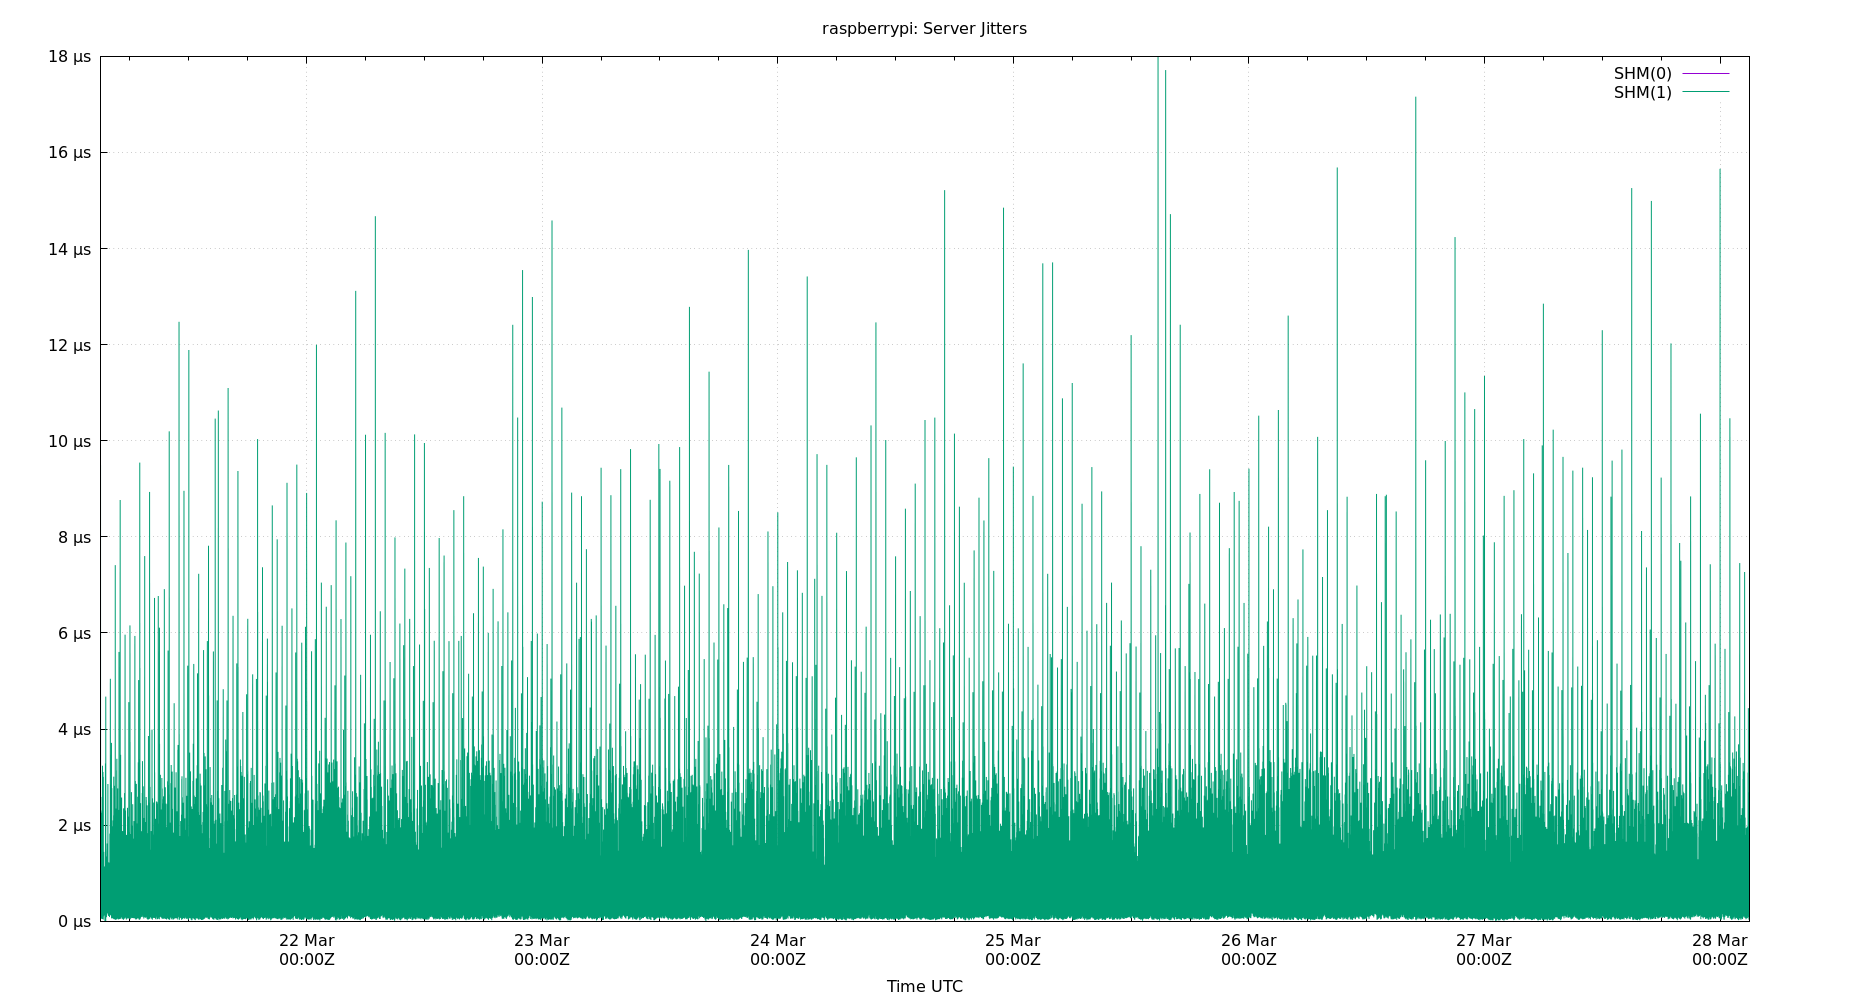 raspberrypi: Server Jitters
SHM(0)
SHM(1)
18 µs
16 µs
14 µs
12 µs
10 µs
8 µs
6 µs
4 µs
2 µs
0 µs
22 Mar 23 Mar 24 Mar 25 Mar 26 Mar 27 Mar 28 Mar
00:00Z 00:00Z 00:00Z 00:00Z 00:00Z 00:00Z 00:00Z
Time UTC